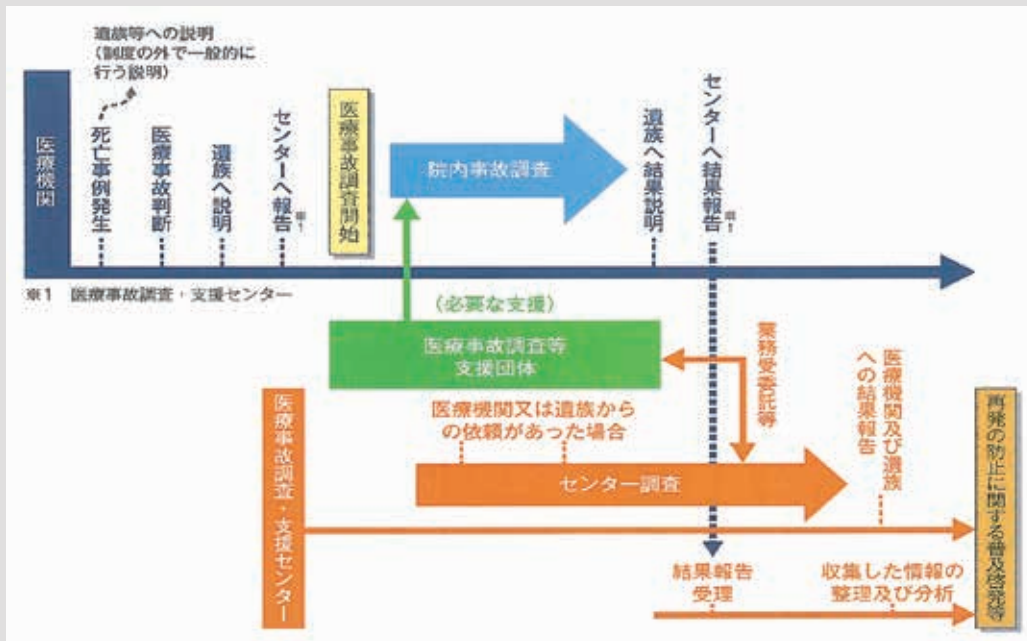 遺族等への説明
(制度の外で一般的に
行う説明)
医療機関
死亡事例発生
医療事故判断
遺族へ説明
センターへ報告※1
医療事故調査開始
院内事故調査
遺族へ結果説明
センターへ結果報告※1
※1 医療事故調査・支援センター
(必要な支援)
医療事故調査等
支援団体
業務受委託等
医療機関及び遺族
への結果報告
医療機関又は遺族から
の依頼があった場合
医療事故調査・支援センター
センター調査
再発の防止に関する普及啓発等
結果報告
受理
収集した情報の
整理及び分析